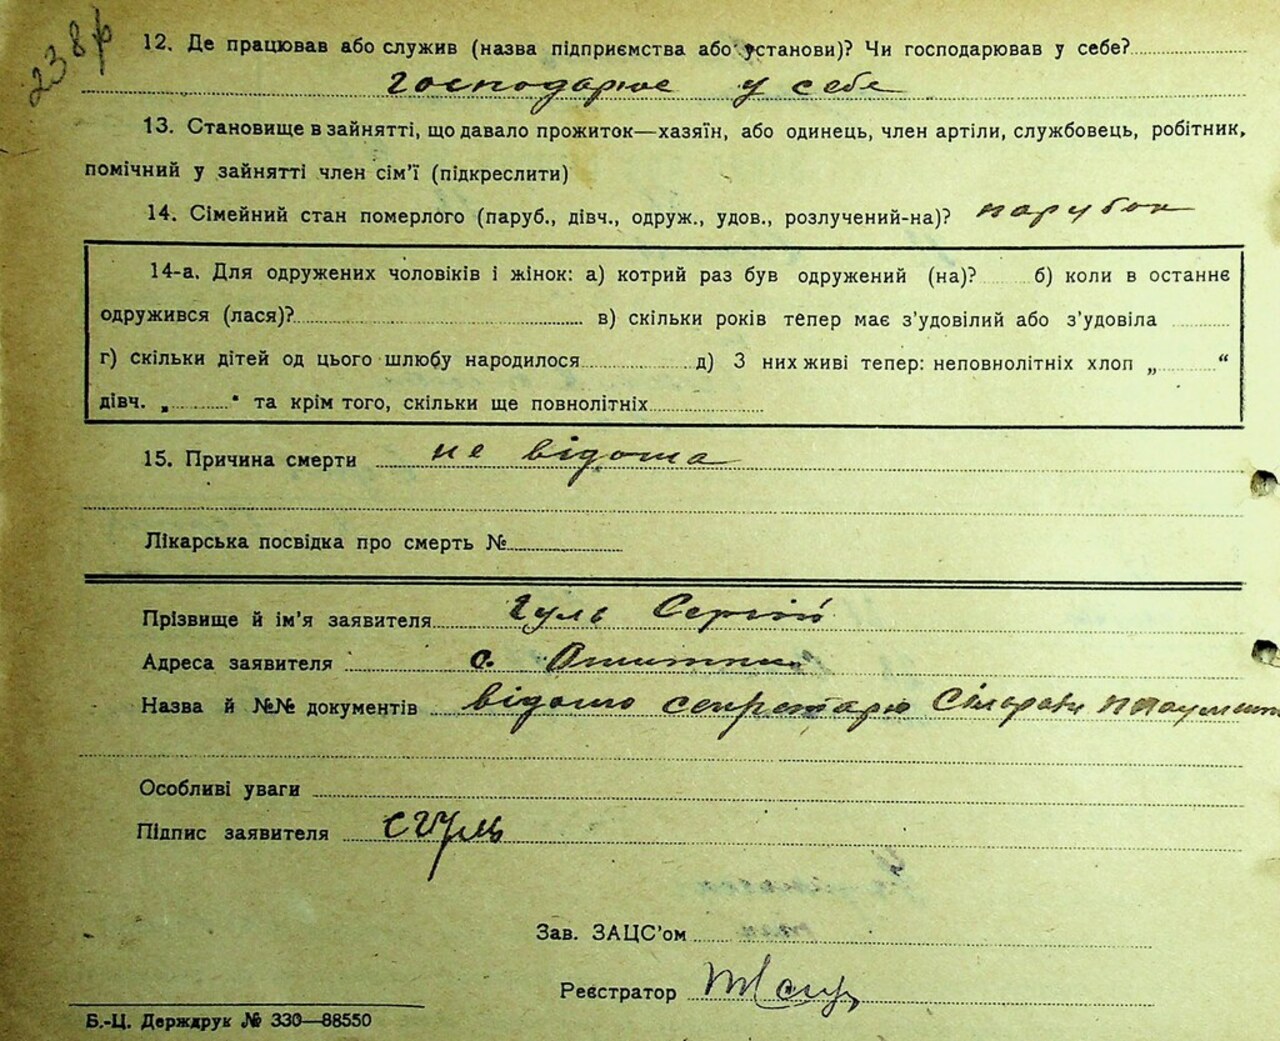 238р
12. Де працював або служив (назва підприємства або установи)? Чи господарював у себе?
господарює у себе
13. Становище в зайнятті, що давало прожиток—хазяїн, або одинець, член артіли, службовець, робітник,
помічний у зайнятті член сім'ї (підкреслити)
14. Сімейний стан померлого (паруб., дівч., одруж., удов., розлучений-на)? парубок
14-а. Для одружених чоловіків і жінок: а) котрий раз був одружений (на)? б) коли в останнє
одружився (лася)? в) скільки років тепер має з'удовілий або з'удовіла
г) скільки дітей од цього шлюбу народилося д) З них живі тепер: неповнолітніх хлоп „ “
дівч. „ “ та крім того, скільки ще повнолітніх
15. Причина смерти не відома
Лікарська посвідка про смерть №
Прізвище й ім'я заявителя Гуль Сергій
Адреса заявителя с.
Назва й №№ документів відомо секретарю Сільради
Особливі уваги
Підпис заявителя СГуль
Зав. ЗАЦС'ом
Реєстратор
Б.-Ц. Держдрук № 330—88550